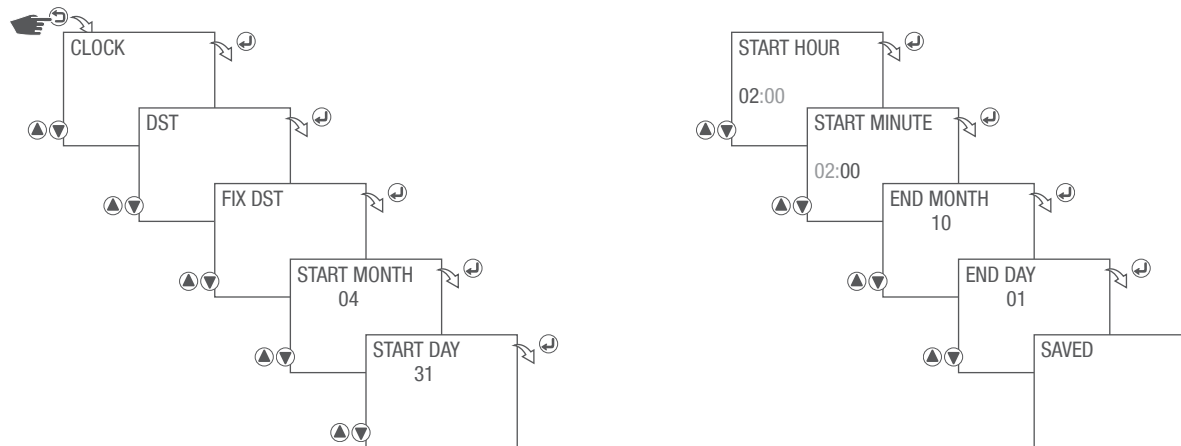 CLOCK
DST
FIX DST
START MONTH
04
START DAY
31
START HOUR
02:00
START MINUTE
02:00
END MONTH
10
END DAY
01
SAVED